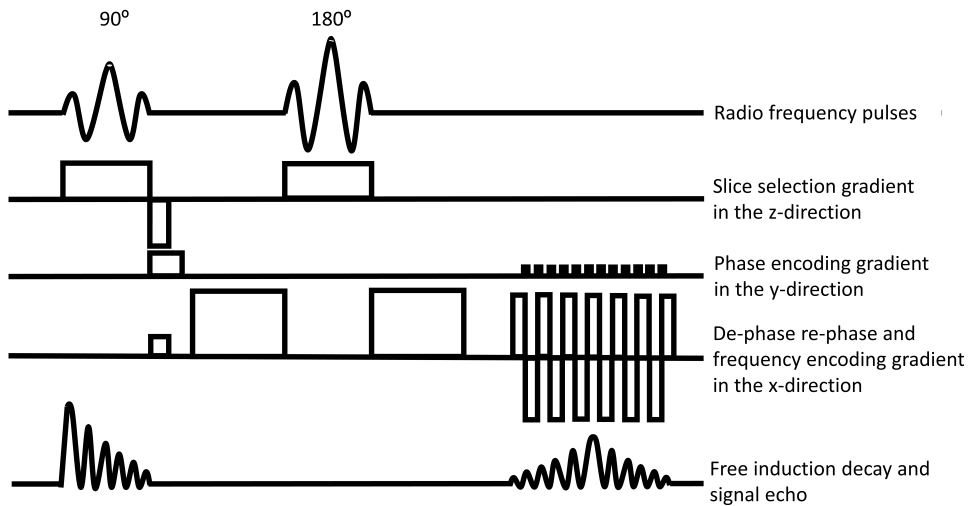 90º
180º
Radio frequency pulses
Slice selection gradient
in the z-direction
Phase encoding gradient
in the y-direction
De-phase re-phase and
frequency encoding gradient
in the x-direction
Free induction decay and
signal echo